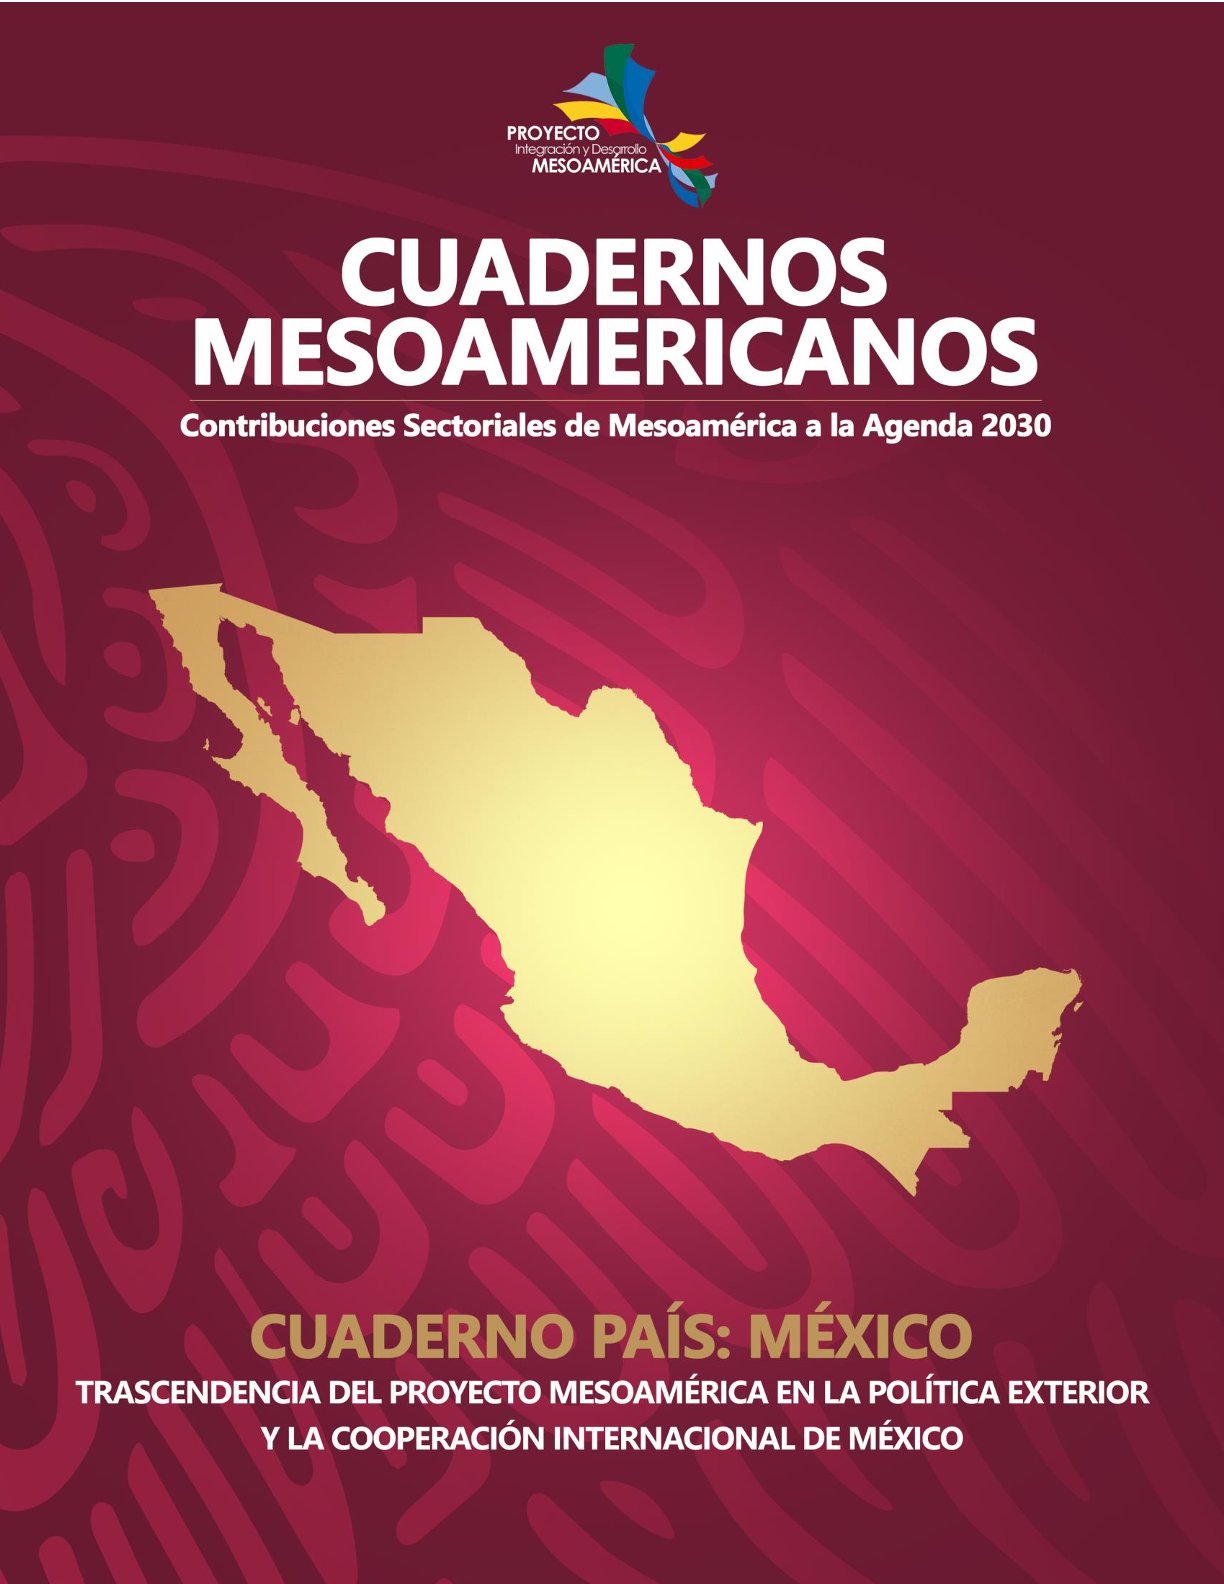 PROYECTO
Integración y Desarrollo
MESOAMÉRICA
CUADERNOS
MESOAMERICANOS
Contribuciones Sectoriales de Mesoamérica a la Agenda 2030
CUADERNO PAÍS: MÉXICO
TRASCENDENCIA DEL PROYECTO MESOAMÉRICA EN LA POLÍTICA EXTERIOR
Y LA COOPERACIÓN INTERNACIONAL DE MÉXICO